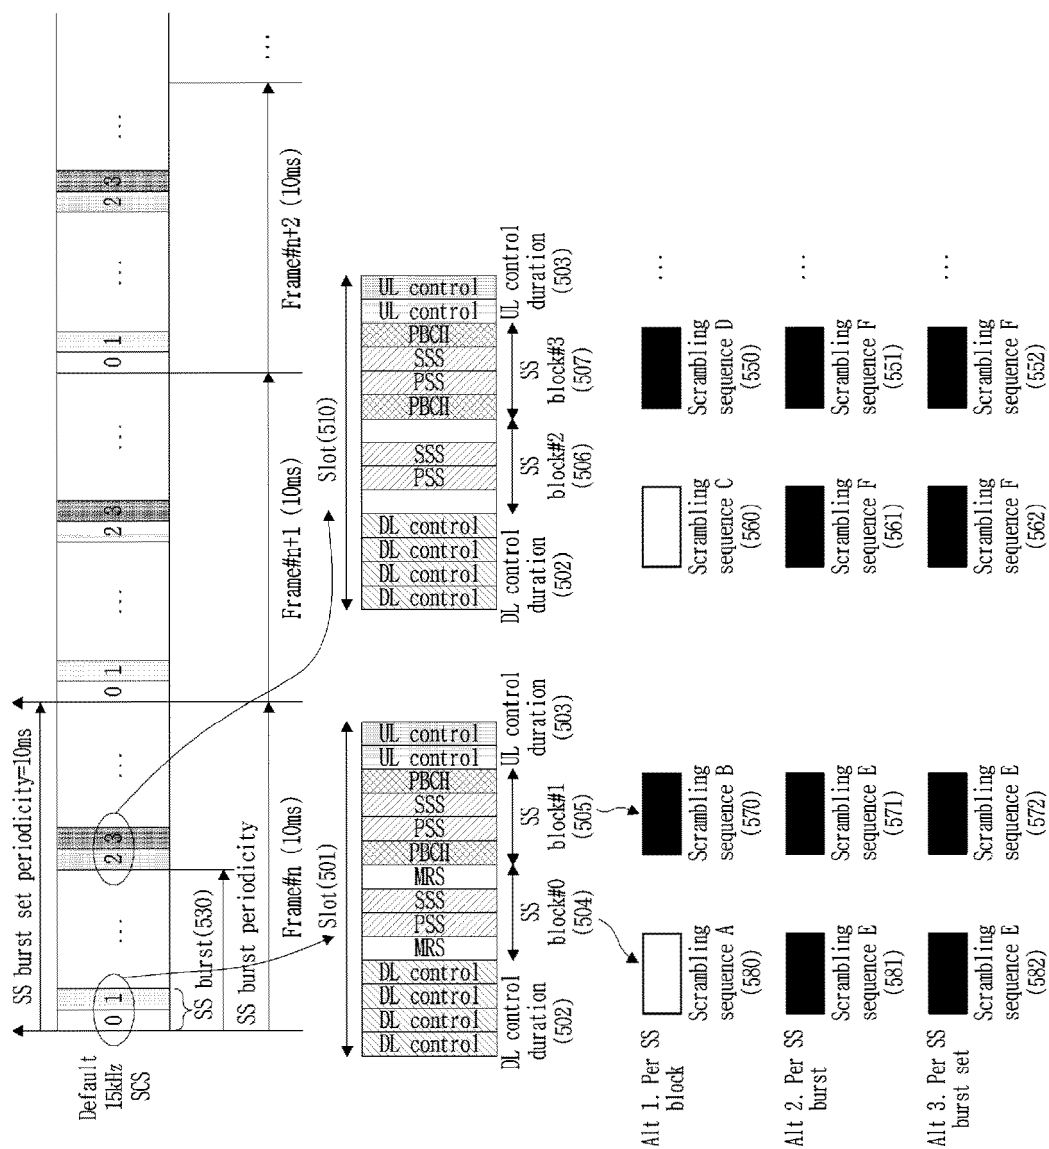 SS burst set periodicity=10ms
Default
15kHz
SCS
0 1
...
2 3
...
0 1
...
2 3
...
0 1
...
2 3
...
SS burst(530)
SS burst periodicity
Frame#n (10ms)
Frame#n+1 (10ms)
Frame#n+2 (10ms)
...
Slot(501)
DL control
DL control
DL control
DL control
MRS
PSS
SSS
MRS
PBCH
PSS
SSS
PBCH
UL control
UL control
DL control
duration
(502)
SS
block#0
(504)
SS
block#1
(505)
UL control
duration
(503)
Slot(510)
DL control
DL control
DL control
DL control
PSS
SSS
PBCH
PSS
SSS
PBCH
UL control
UL control
DL control
duration
(502)
SS
block#2
(506)
SS
block#3
(507)
UL control
duration
(503)
Alt 1. Per SS
block
Scrambling
sequence A
(580)
Scrambling
sequence B
(570)
Scrambling
sequence C
(560)
Scrambling
sequence D
(550)
...
Alt 2. Per SS
burst
Scrambling
sequence E
(581)
Scrambling
sequence E
(571)
Scrambling
sequence F
(561)
Scrambling
sequence F
(551)
...
Alt 3. Per SS
burst set
Scrambling
sequence E
(582)
Scrambling
sequence E
(572)
Scrambling
sequence F
(562)
Scrambling
sequence F
(552)
...